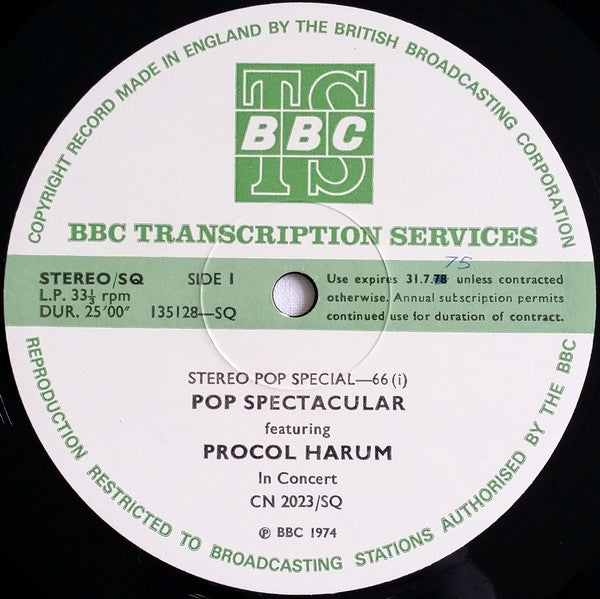 COPYRIGHT RECORD MADE IN ENGLAND BY THE BRITISH BROADCASTING CORPORATION
TS
BBC
BBC TRANSCRIPTION SERVICES
STEREO/SQ SIDE 1
L.P. 33⅓ rpm
DUR. 25'00" 135128—SQ
75
Use expires 31.7.78 unless contracted
otherwise. Annual subscription permits
continued use for duration of contract.
STEREO POP SPECIAL—66 (i)
POP SPECTACULAR
featuring
PROCOL HARUM
In Concert
CN 2023/SQ
℗ BBC 1974
REPRODUCTION RESTRICTED TO BROADCASTING STATIONS AUTHORISED BY THE BBC